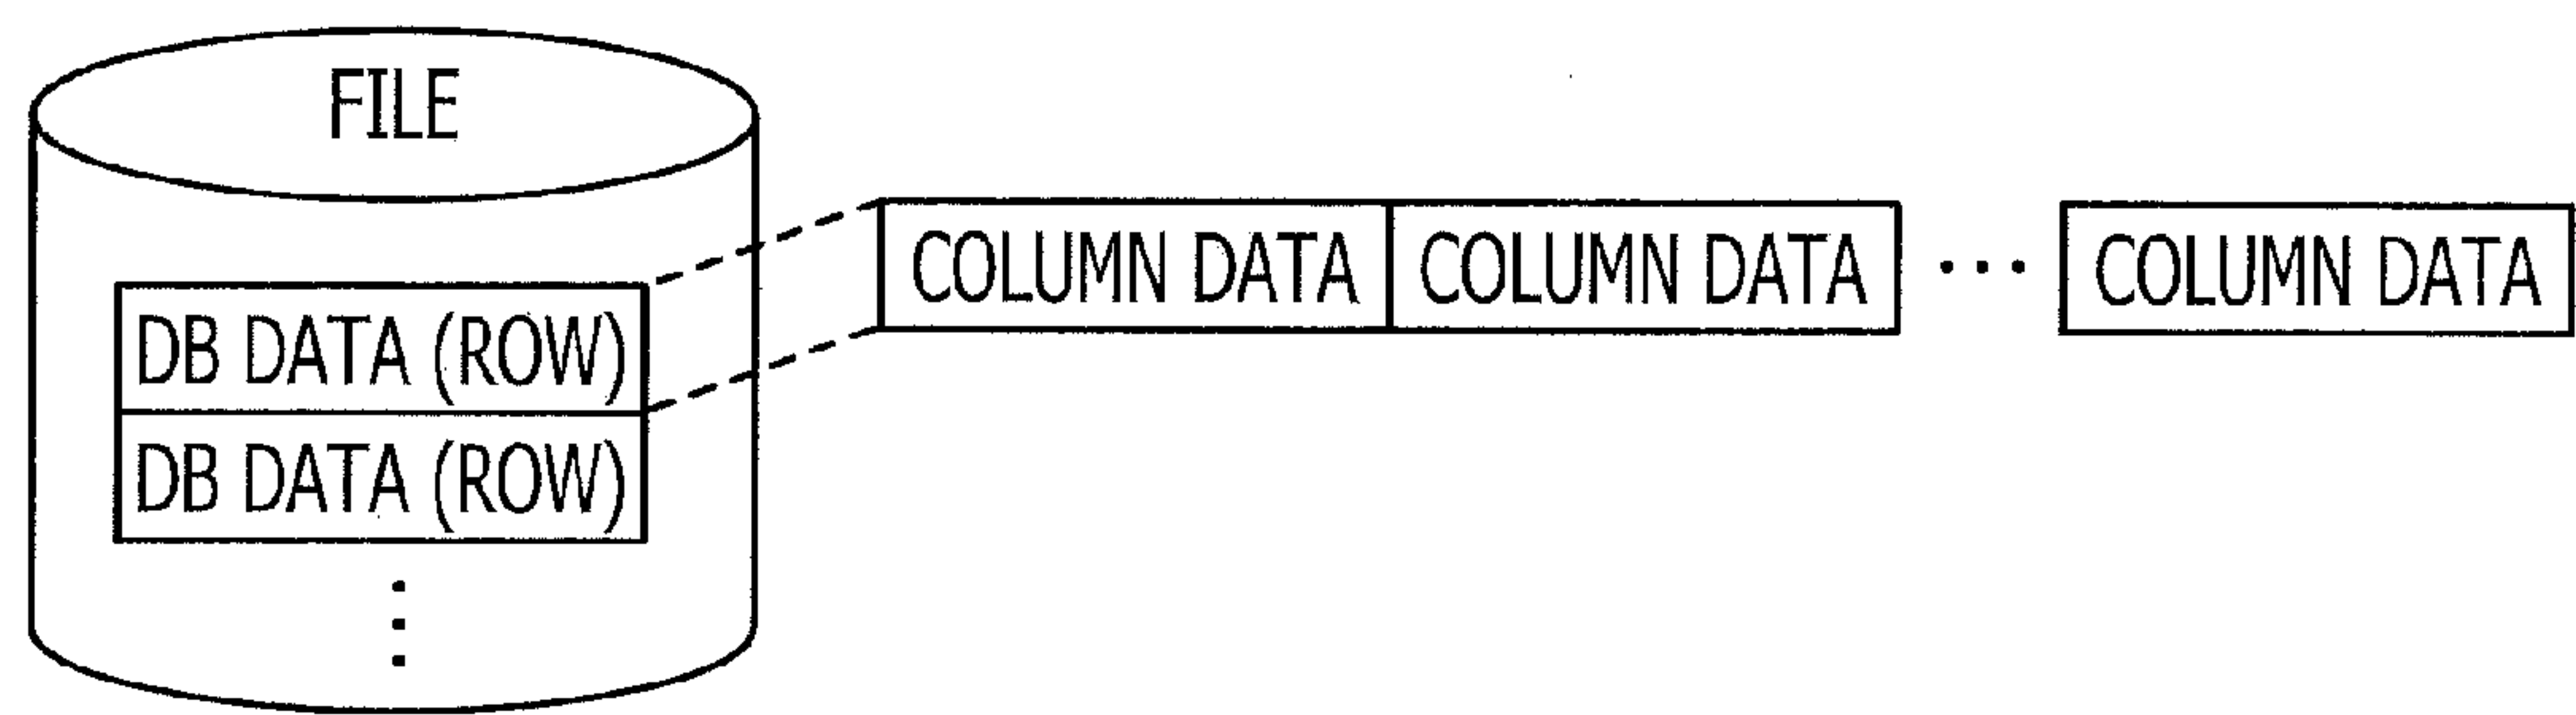 FILE
COLUMN DATA COLUMN DATA ... COLUMN DATA
DB DATA (ROW)
DB DATA (ROW)